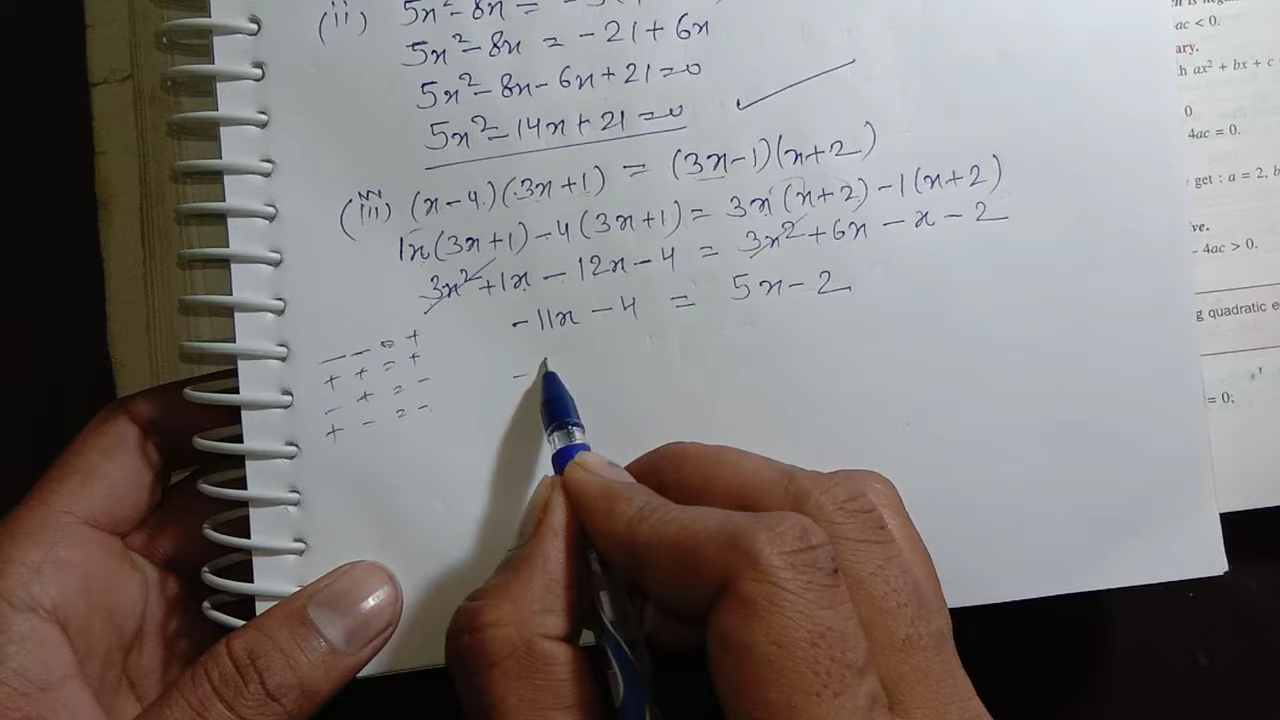 (ii) 5x² - 8x =
5x² - 8x = -21 + 6x
5x² - 8x - 6x + 21 = 0
5x² - 14x + 21 = 0
(iii) (x-4)(3x+1) = (3x-1)(x+2)
1x(3x+1) - 4(3x+1) = 3x(x+2) - 1(x+2)
3x² + 1x - 12x - 4 = 3x² + 6x - x - 2
-11x - 4 = 5x - 2
-
- - = +
+ + = +
- + = -
+ - = -
ac < 0.
ary.
h ax² + bx + c
0
4ac = 0.
get : a = 2, b
ve.
- 4ac > 0.
g quadratic e
= 0;